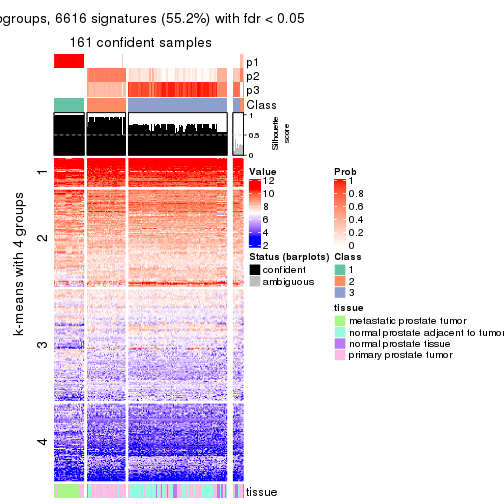 ogroups, 6616 signatures (55.2%) with fdr < 0.05
161 confident samples
p1
p2
p3
Class
1
0.5
0
Silhouette
score
k-means with 4 groups
1
2
3
4
Value
12
10
8
6
4
2
Prob
1
0.8
0.6
0.4
0.2
0
Status (barplots)
confident
ambiguous
Class
1
2
3
tissue
metastatic prostate tumor
normal prostate adjacent to tumor
normal prostate tissue
primary prostate tumor
tissue